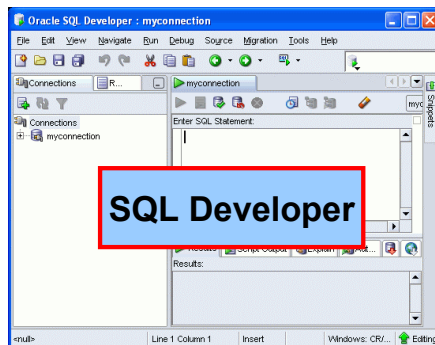 Oracle SQL Developer : myconnection
File Edit View Navigate Run Debug Source Migration Tools Help
Connections R... myconnection
myc
Snippets
Connections
myconnection
Enter SQL Statement:
SQL Developer
Results Script Output Explain Aut...
Results:
<null> Line 1 Column 1 Insert Windows: CR/... Editing